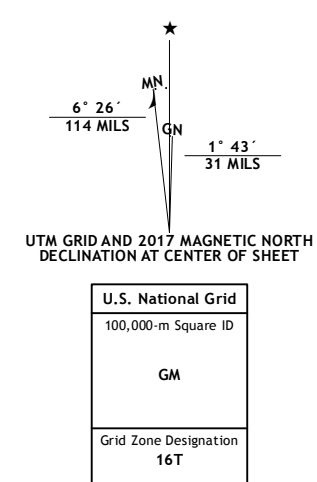 ★
MN
6° 26´
114 MILS
GN
1° 43´
31 MILS
UTM GRID AND 2017 MAGNETIC NORTH
DECLINATION AT CENTER OF SHEET
U.S. National Grid
100,000-m Square ID
GM
Grid Zone Designation
16T